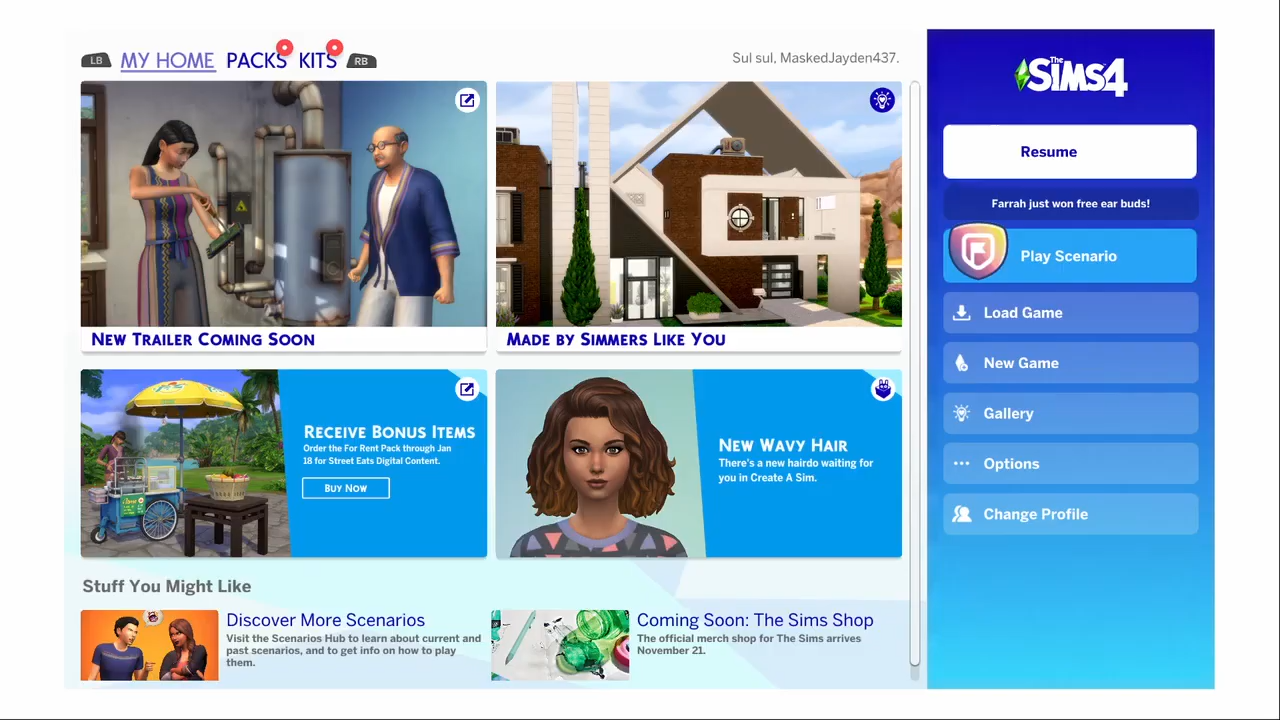 LB MY HOME PACKS KITS RB
Sul sul, MaskedJayden437.
NEW TRAILER COMING SOON
MADE BY SIMMERS LIKE YOU
RECEIVE BONUS ITEMS
Order the For Rent Pack through Jan
18 for Street Eats Digital Content.
BUY NOW
NEW WAVY HAIR
There's a new hairdo waiting for
you in Create A Sim.
Stuff You Might Like
Discover More Scenarios
Visit the Scenarios Hub to learn about current and
past scenarios, and to get info on how to play
them.
Coming Soon: The Sims Shop
The official merch shop for The Sims arrives
November 21.
The SIMS 4
Resume
Farrah just won free ear buds!
Play Scenario
Load Game
New Game
Gallery
Options
Change Profile